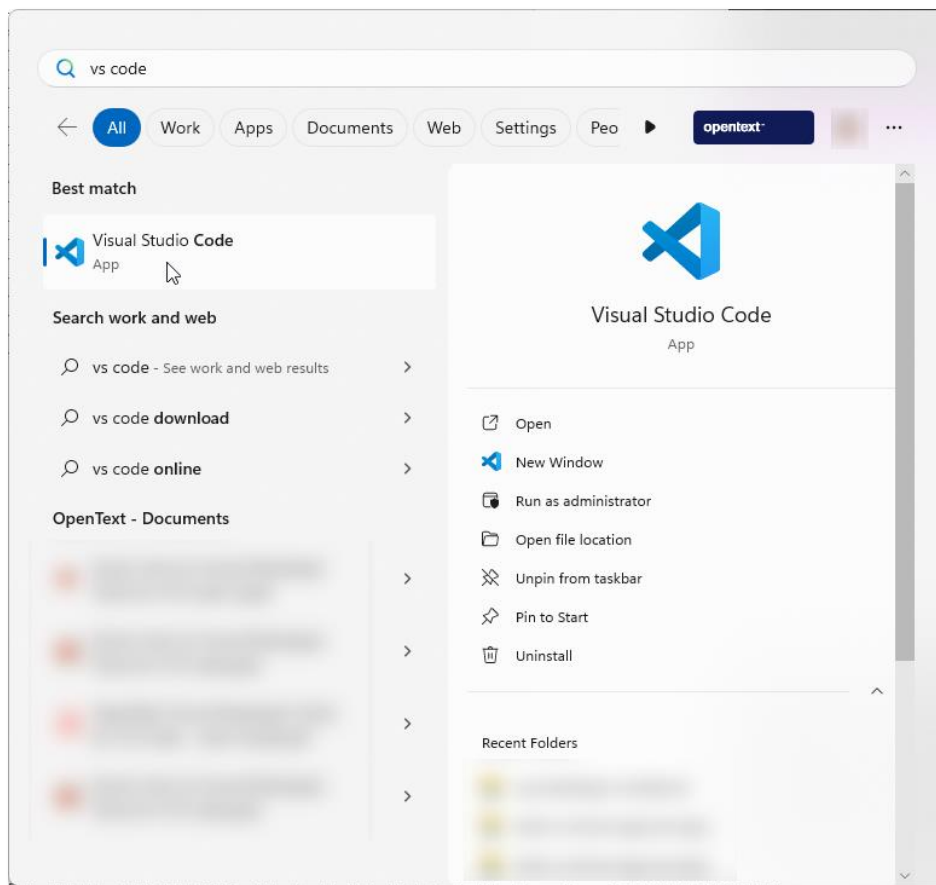 vs code
All Work Apps Documents Web Settings Peo
opentext™
Best match
Visual Studio Code
App
Search work and web
vs code - See work and web results
vs code download
vs code online
OpenText - Documents
Visual Studio Code
App
Open
New Window
Run as administrator
Open file location
Unpin from taskbar
Pin to Start
Uninstall
Recent Folders